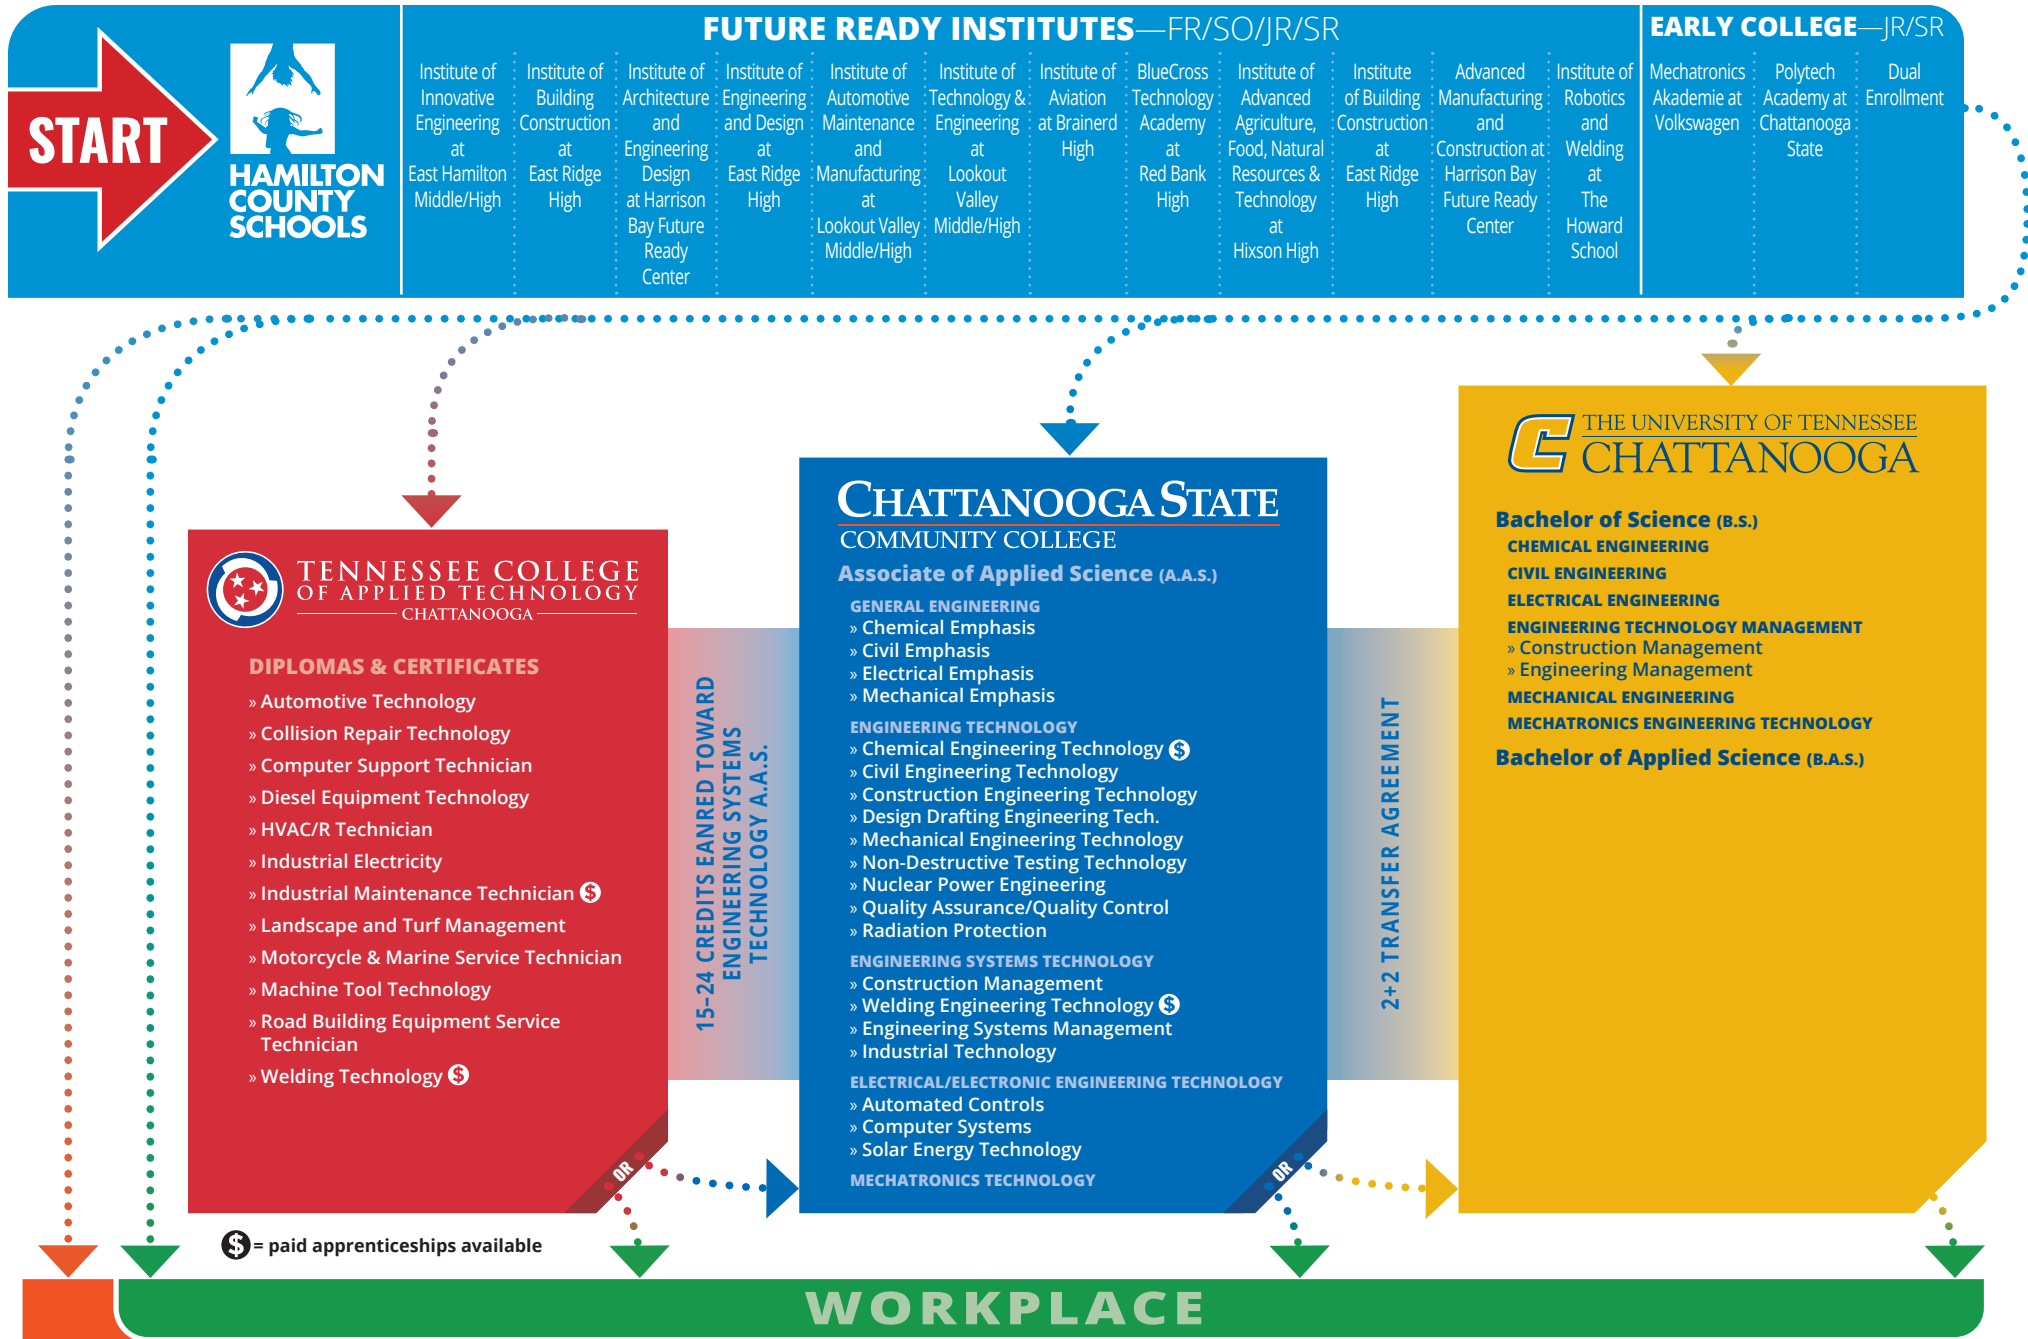 START
HAMILTON
COUNTY
SCHOOLS
FUTURE READY INSTITUTES—FR/SO/JR/SR
Institute of
Innovative
Engineering
at
East Hamilton
Middle/High
Institute of
Building
Construction
at
East Ridge
High
Institute of
Architecture
and
Engineering
Design
at Harrison
Bay Future
Ready
Center
Institute of
Engineering
and Design
at
East Ridge
High
Institute of
Automotive
Maintenance
and
Manufacturing
at
Lookout Valley
Middle/High
Institute of
Technology &
Engineering
at
Lookout
Valley
Middle/High
Institute of
Aviation
at Brainerd
High
BlueCross
Technology
Academy
at
Red Bank
High
Institute of
Advanced
Agriculture,
Food, Natural
Resources &
Technology
at
Hixson High
Institute
of Building
Construction
at
East Ridge
High
Advanced
Manufacturing
and
Construction at
Harrison Bay
Future Ready
Center
Institute of
Robotics
and
Welding
at
The
Howard
School
EARLY COLLEGE—JR/SR
Mechatronics
Akademie at
Volkswagen
Polytech
Academy at
Chattanooga
State
Dual
Enrollment
TENNESSEE COLLEGE
OF APPLIED TECHNOLOGY
CHATTANOOGA
DIPLOMAS & CERTIFICATES
» Automotive Technology
» Collision Repair Technology
» Computer Support Technician
» Diesel Equipment Technology
» HVAC/R Technician
» Industrial Electricity
» Industrial Maintenance Technician $
» Landscape and Turf Management
» Motorcycle & Marine Service Technician
» Machine Tool Technology
» Road Building Equipment Service
Technician
» Welding Technology $
OR
$ = paid apprenticeships available
15–24 CREDITS EANRED TOWARD
ENGINEERING SYSTEMS
TECHNOLOGY A.A.S.
CHATTANOOGA STATE
COMMUNITY COLLEGE
Associate of Applied Science (A.A.S.)
GENERAL ENGINEERING
» Chemical Emphasis
» Civil Emphasis
» Electrical Emphasis
» Mechanical Emphasis
ENGINEERING TECHNOLOGY
» Chemical Engineering Technology $
» Civil Engineering Technology
» Construction Engineering Technology
» Design Drafting Engineering Tech.
» Mechanical Engineering Technology
» Non-Destructive Testing Technology
» Nuclear Power Engineering
» Quality Assurance/Quality Control
» Radiation Protection
ENGINEERING SYSTEMS TECHNOLOGY
» Construction Management
» Welding Engineering Technology $
» Engineering Systems Management
» Industrial Technology
ELECTRICAL/ELECTRONIC ENGINEERING TECHNOLOGY
» Automated Controls
» Computer Systems
» Solar Energy Technology
MECHATRONICS TECHNOLOGY
OR
2+2 TRANSFER AGREEMENT
C
THE UNIVERSITY OF TENNESSEE
CHATTANOOGA
Bachelor of Science (B.S.)
CHEMICAL ENGINEERING
CIVIL ENGINEERING
ELECTRICAL ENGINEERING
ENGINEERING TECHNOLOGY MANAGEMENT
» Construction Management
» Engineering Management
MECHANICAL ENGINEERING
MECHATRONICS ENGINEERING TECHNOLOGY
Bachelor of Applied Science (B.A.S.)
WORKPLACE